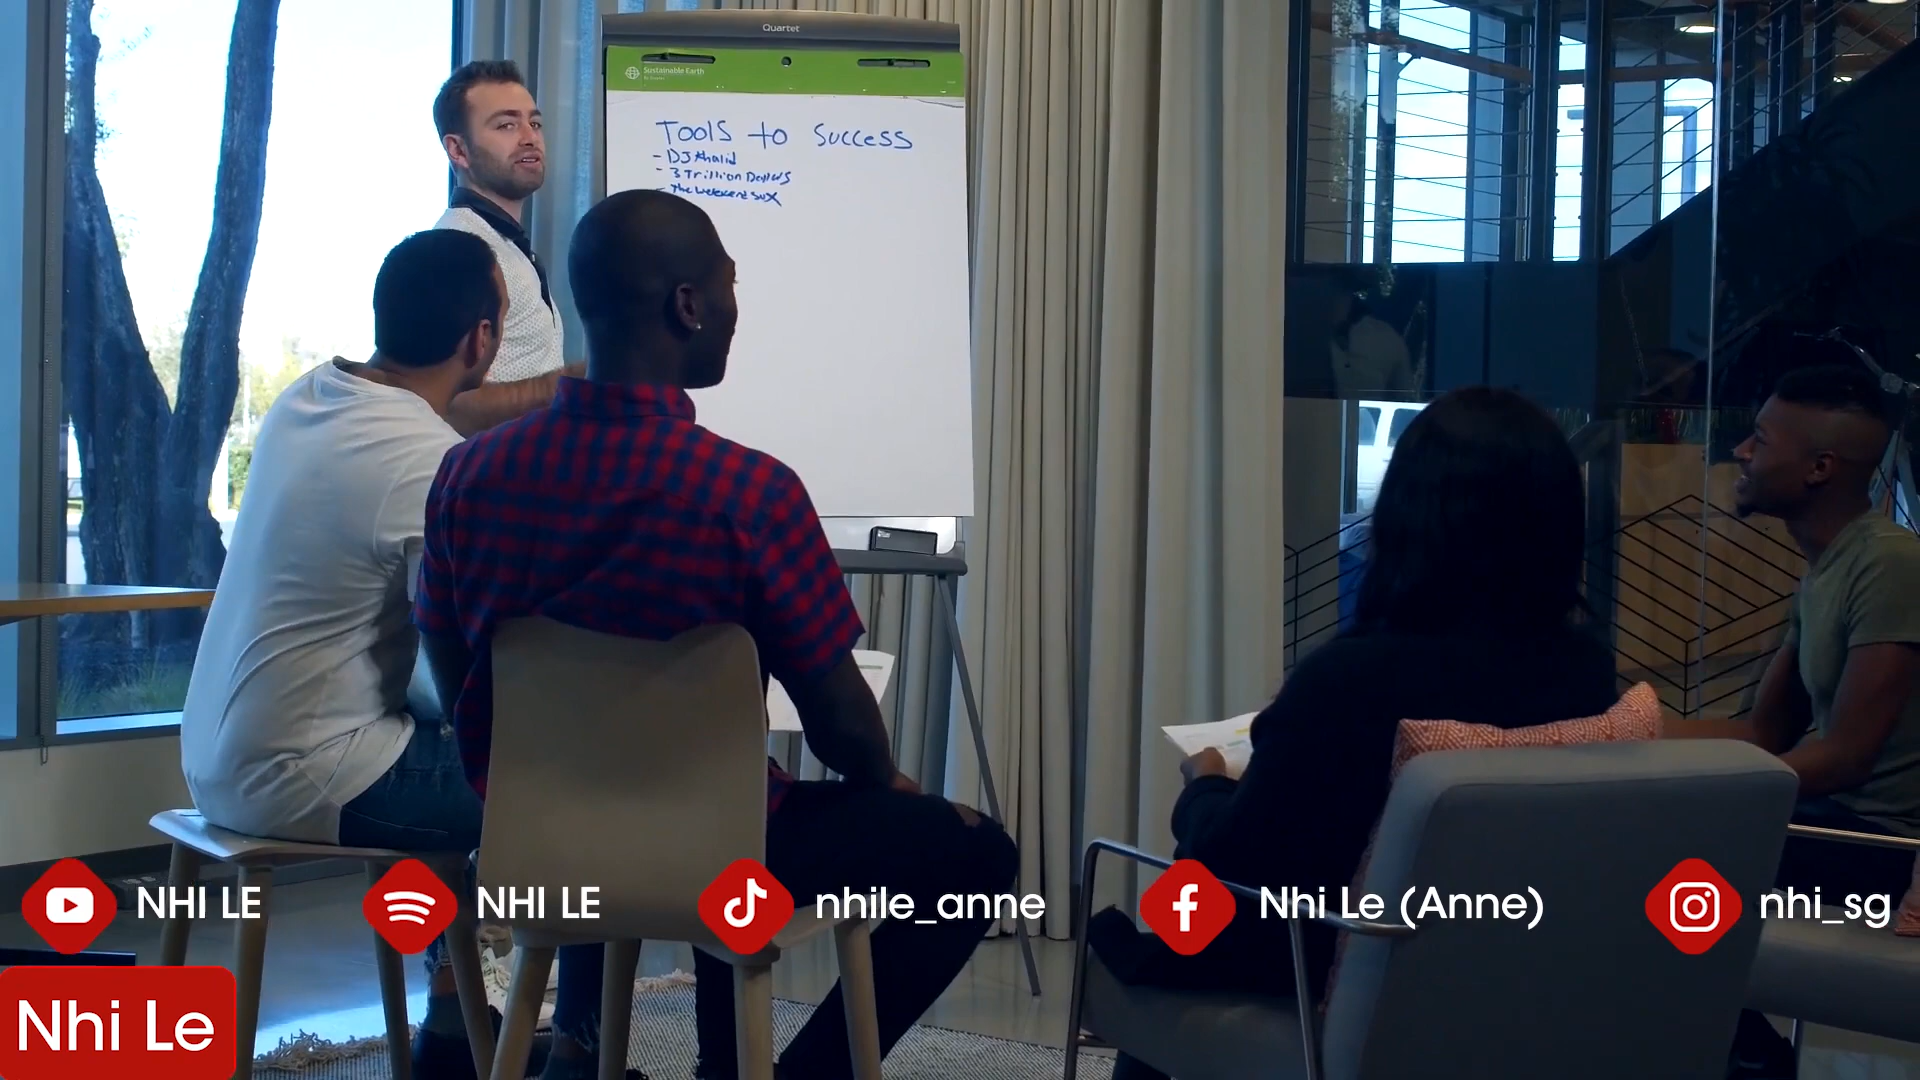 Quartet
Sustainable Earth
Tools to Success
- DJ Khalid
- 3 Trillion Dollars
- The Weekend sux
NHI LE
NHI LE
nhile_anne
Nhi Le (Anne)
nhi_sg
Nhi Le